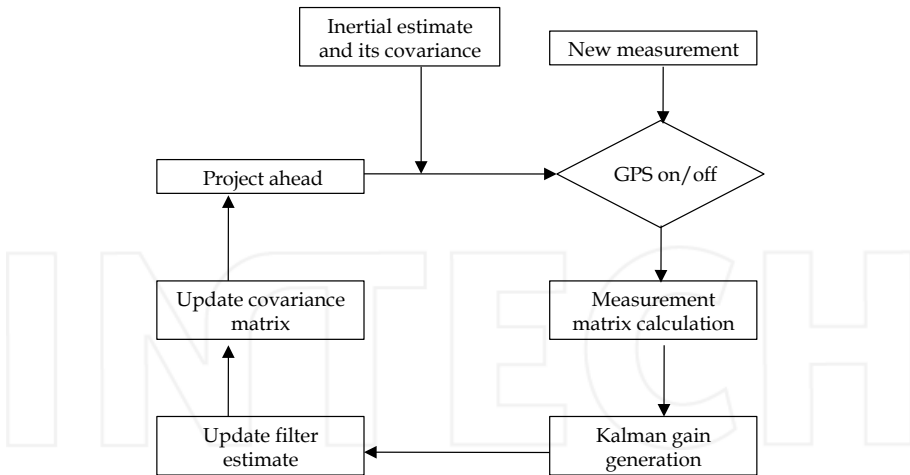 Inertial estimate
and its covariance
New measurement
Project ahead
GPS on/off
Update covariance
matrix
Measurement
matrix calculation
Update filter
estimate
Kalman gain
generation
INTECH